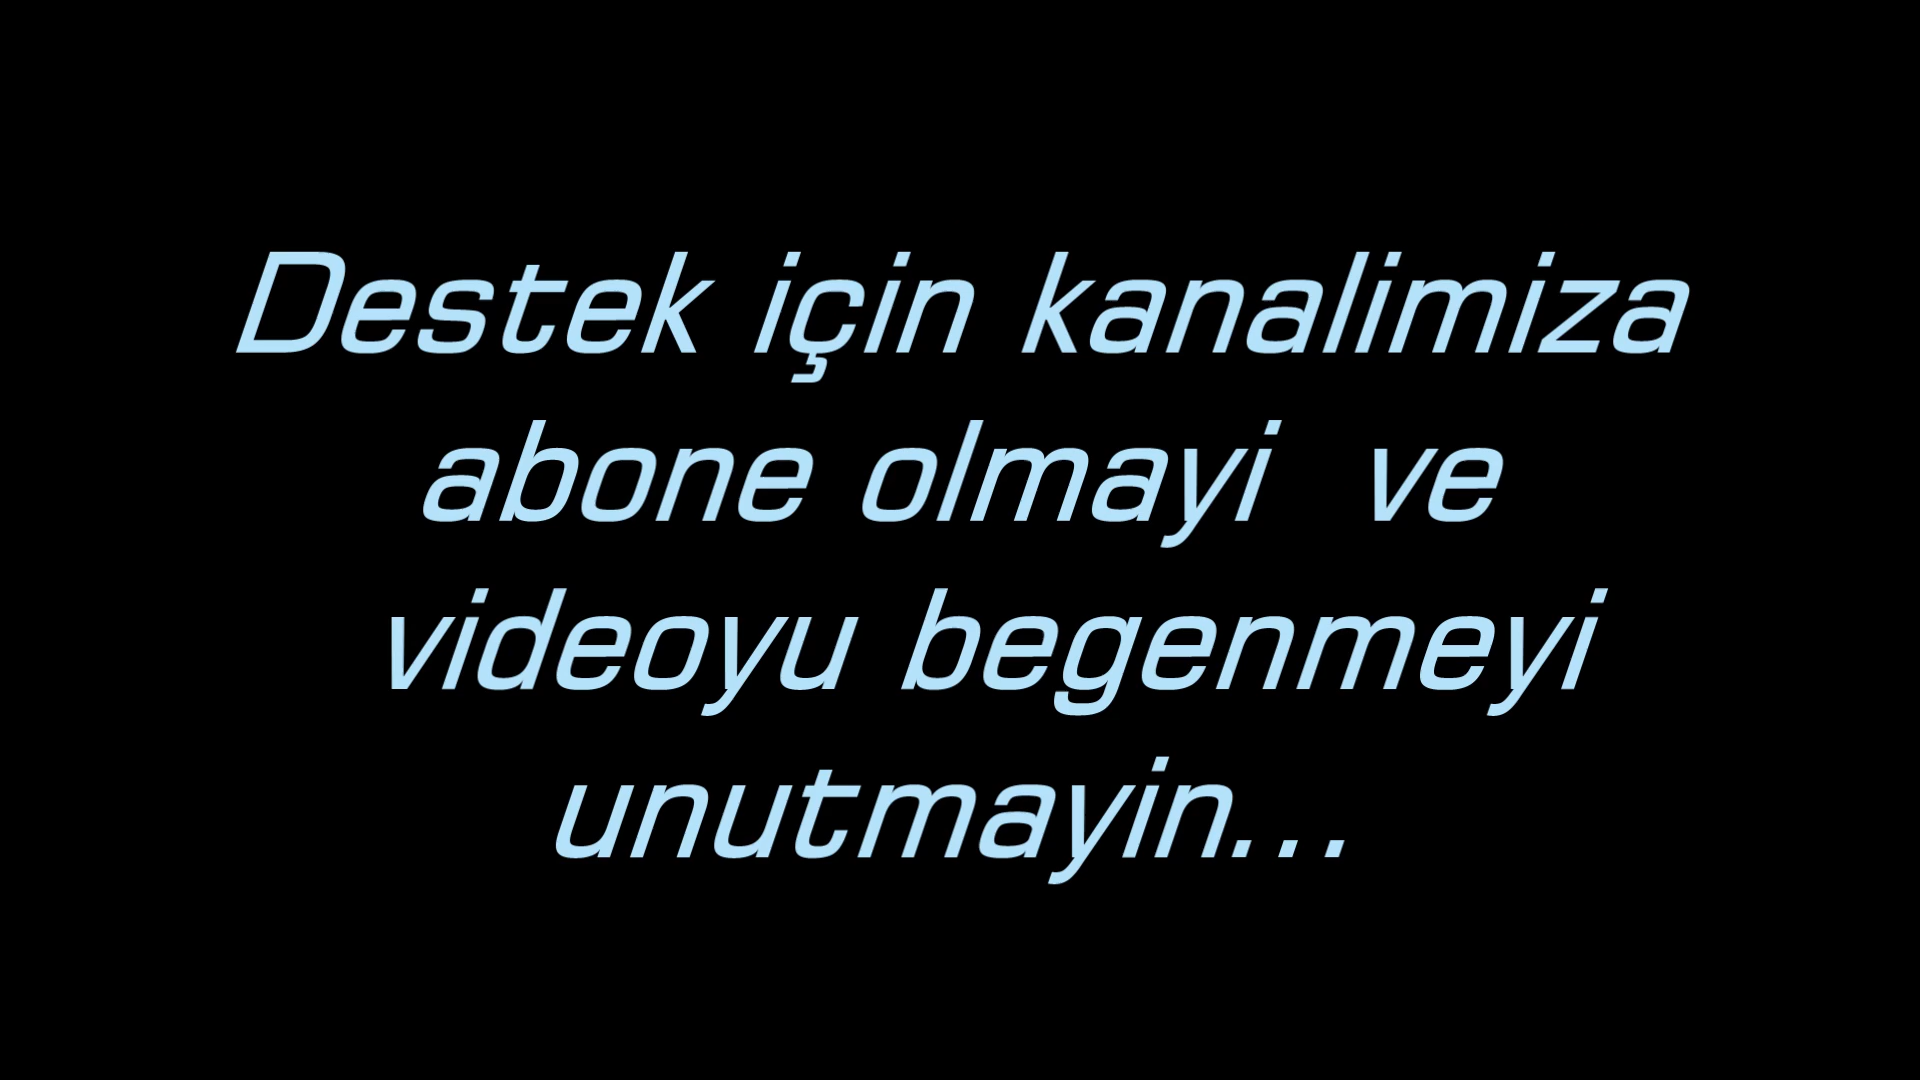 Destek için kanalimiza
abone olmayi  ve
videoyu begenmeyi
unutmayin...